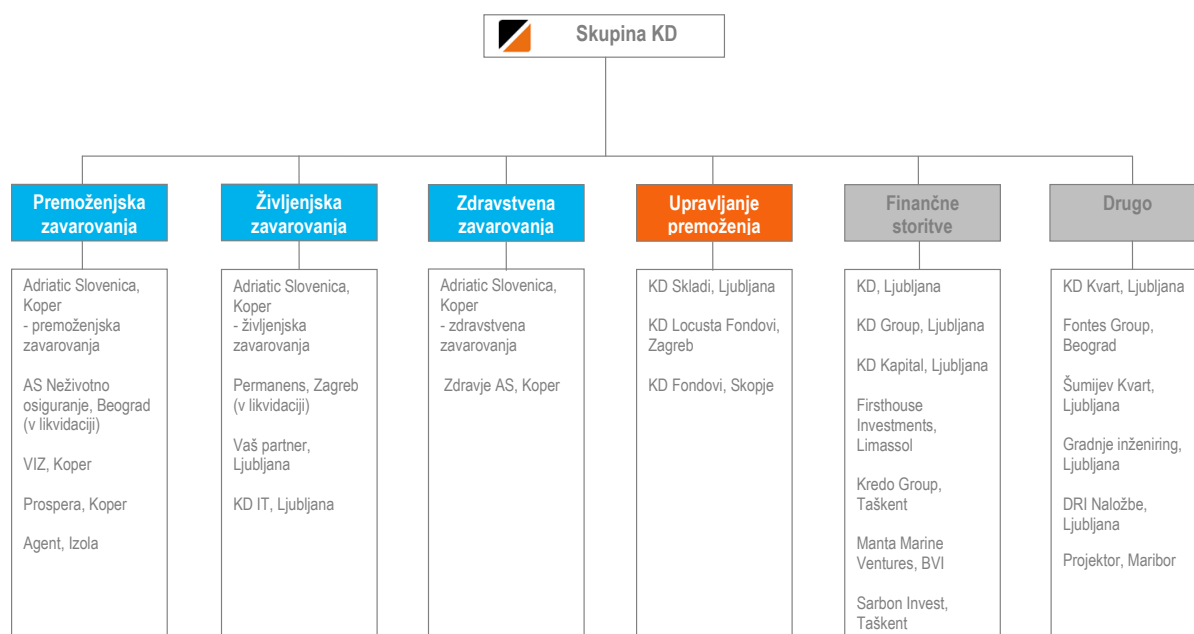 Skupina KD
Premoženjska
zavarovanja
Življenjska
zavarovanja
Zdravstvena
zavarovanja
Upravljanje
premoženja
Finančne
storitve
Drugo
Adriatic Slovenica,
Koper
- premoženjska
zavarovanja
AS Neživotno
osiguranje, Beograd
(v likvidaciji)
VIZ, Koper
Prospera, Koper
Agent, Izola
Adriatic Slovenica,
Koper
- življenjska
zavarovanja
Permanens, Zagreb
(v likvidaciji)
Vaš partner,
Ljubljana
KD IT, Ljubljana
Adriatic Slovenica,
Koper
- zdravstvena
zavarovanja
Zdravje AS, Koper
KD Skladi, Ljubljana
KD Locusta Fondovi,
Zagreb
KD Fondovi, Skopje
KD, Ljubljana
KD Group, Ljubljana
KD Kapital, Ljubljana
Firsthouse
Investments,
Limassol
Kredo Group,
Taškent
Manta Marine
Ventures, BVI
Sarbon Invest,
Taškent
KD Kvart, Ljubljana
Fontes Group,
Beograd
Šumijev Kvart,
Ljubljana
Gradnje inženiring,
Ljubljana
DRI Naložbe,
Ljubljana
Projektor, Maribor